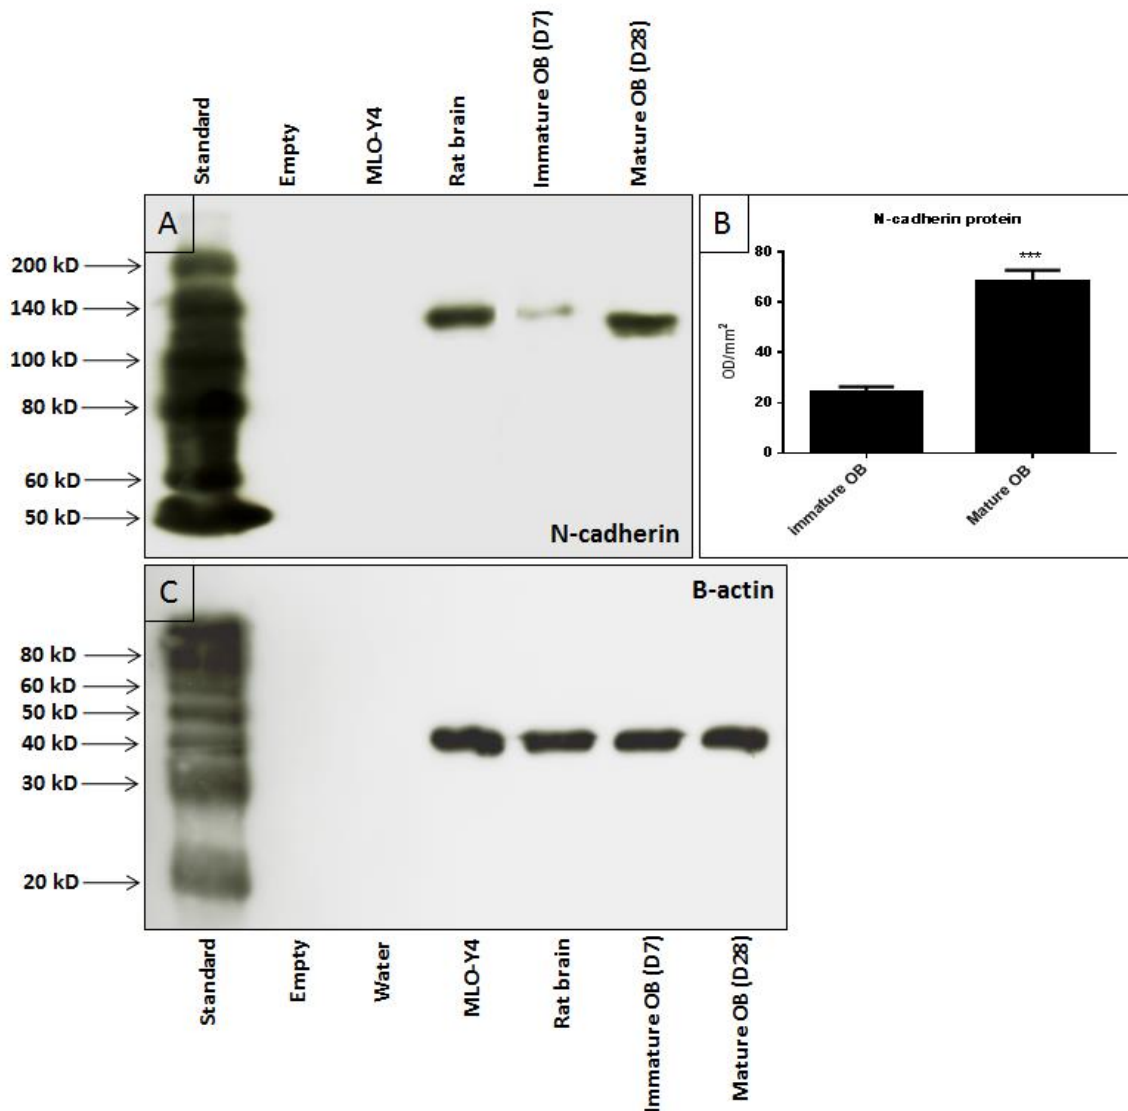 Standard
Empty
MLO-Y4
Rat brain
Immature OB (D7)
Mature OB (D28)
A
200 kD
140 kD
100 kD
80 kD
60 kD
50 kD
N-cadherin
B
N-cadherin protein
***
80
60
40
20
0
OD/mm²
immature OB
Mature OB
C
B-actin
80 kD
60 kD
50 kD
40 kD
30 kD
20 kD
Standard
Empty
Water
MLO-Y4
Rat brain
Immature OB (D7)
Mature OB (D28)